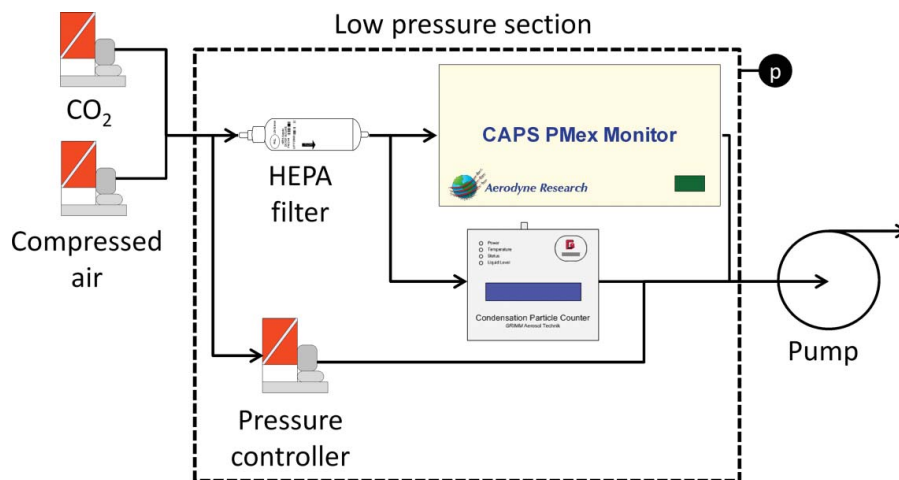 Low pressure section
CO2
Compressed
air
HEPA
filter
CAPS PMex Monitor
Aerodyne Research
p
Power
Temperature
Status
Liquid Level
G
Condensation Particle Counter
GRIMM Aerosol Technik
Pump
Pressure
controller